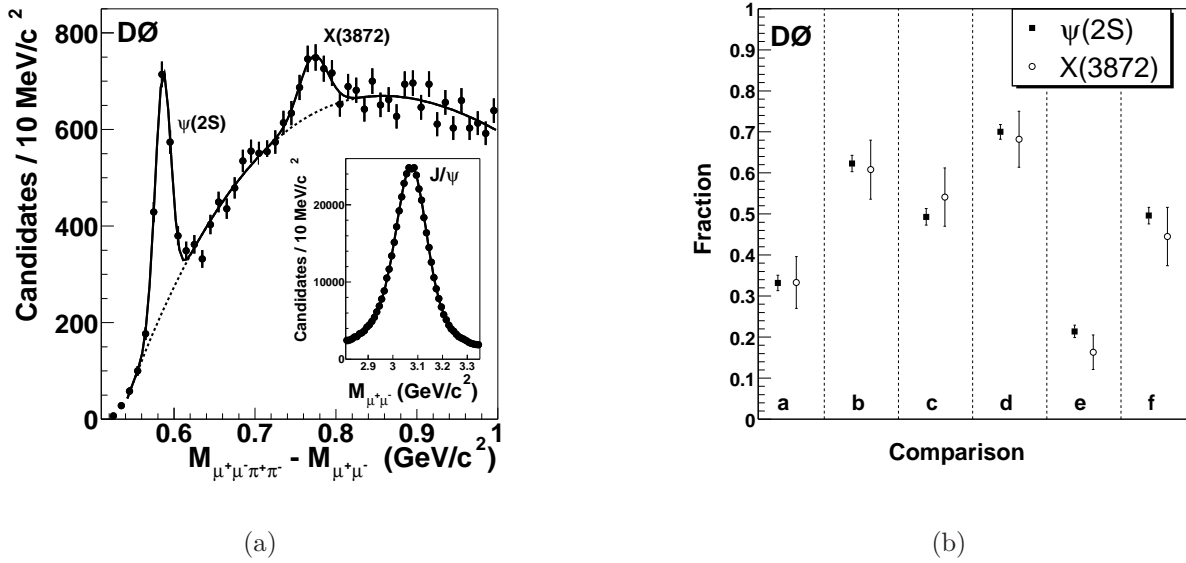 DØ
X(3872)
ψ(2S)
Candidates / 10 MeV/c²
800
600
400
200
0
0.6
0.7
0.8
0.9
1
M_{μ⁺μ⁻π⁺π⁻} - M_{μ⁺μ⁻} (GeV/c²)
J/ψ
Candidates / 10 MeV/c²
20000
10000
0
2.9
3
3.1
3.2
3.3
M_{μ⁺μ⁻} (GeV/c²)
(a)
DØ
ψ(2S)
X(3872)
Fraction
1
0.9
0.8
0.7
0.6
0.5
0.4
0.3
0.2
0.1
0
a b c d e f
Comparison
(b)